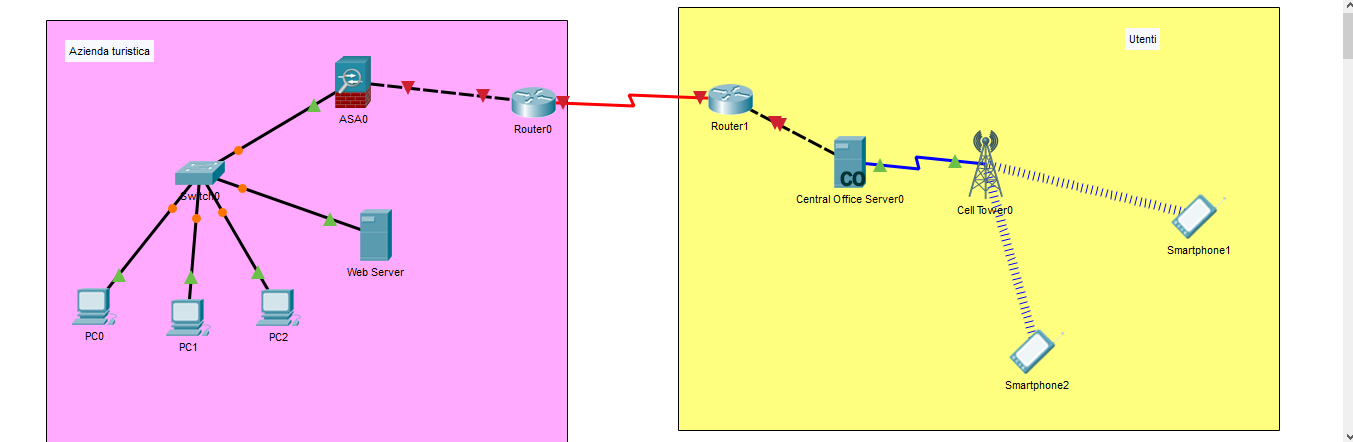 Azienda turistica
Utenti
ASA0
Router0
Router1
Switch0
Central Office Server0
CO
Cell Tower0
Smartphone1
Web Server
PC0
PC1
PC2
Smartphone2